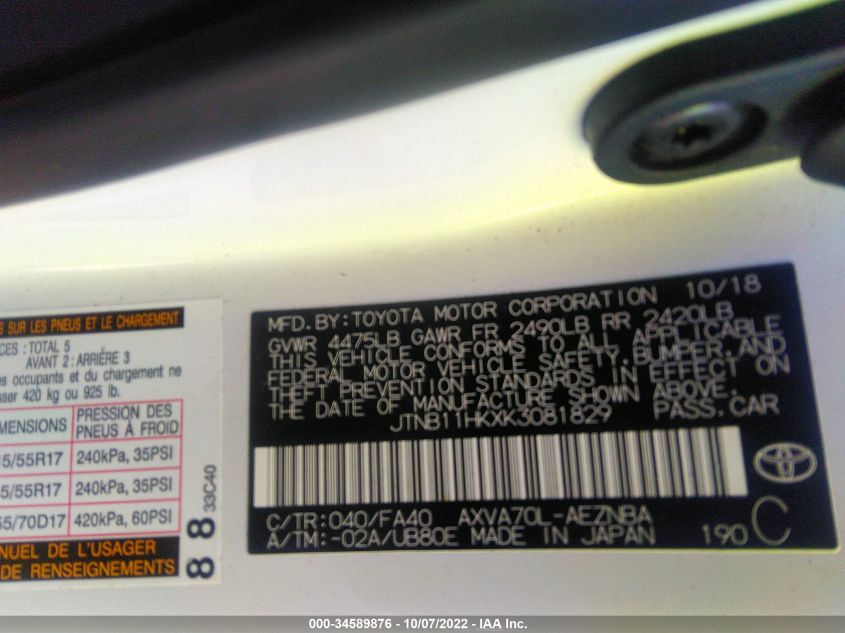 S SUR LES PNEUS ET LE CHARGEMENT
CES : TOTAL 5
AVANT 2 : ARRIÈRE 3
es occupants et du chargement ne
sser 420 kg ou 925 lb.
MENSIONS PRESSION DES PNEUS À FROID
5/55R17 240kPa, 35PSI
5/55R17 240kPa, 35PSI
55/70D17 420kPa, 60PSI
NUEL DE L'USAGER
DE RENSEIGNEMENTS
88 33C40
MFD. BY: TOYOTA MOTOR CORPORATION 10/18
GVWR 4475LB GAWR FR 2490LB RR 2420LB
THIS VEHICLE CONFORMS TO ALL APPLICABLE
FEDERAL MOTOR VEHICLE SAFETY, BUMPER, AND
THEFT PREVENTION STANDARDS IN EFFECT ON
THE DATE OF MANUFACTURE SHOWN ABOVE.
JTNB11HKXK3081829 PASS. CAR
C/TR: 040/FA40 AXVA70L-AEZNBA
A/TM: -02A/UB80E MADE IN JAPAN 190 C
000-34589876 - 10/07/2022 - IAA Inc.